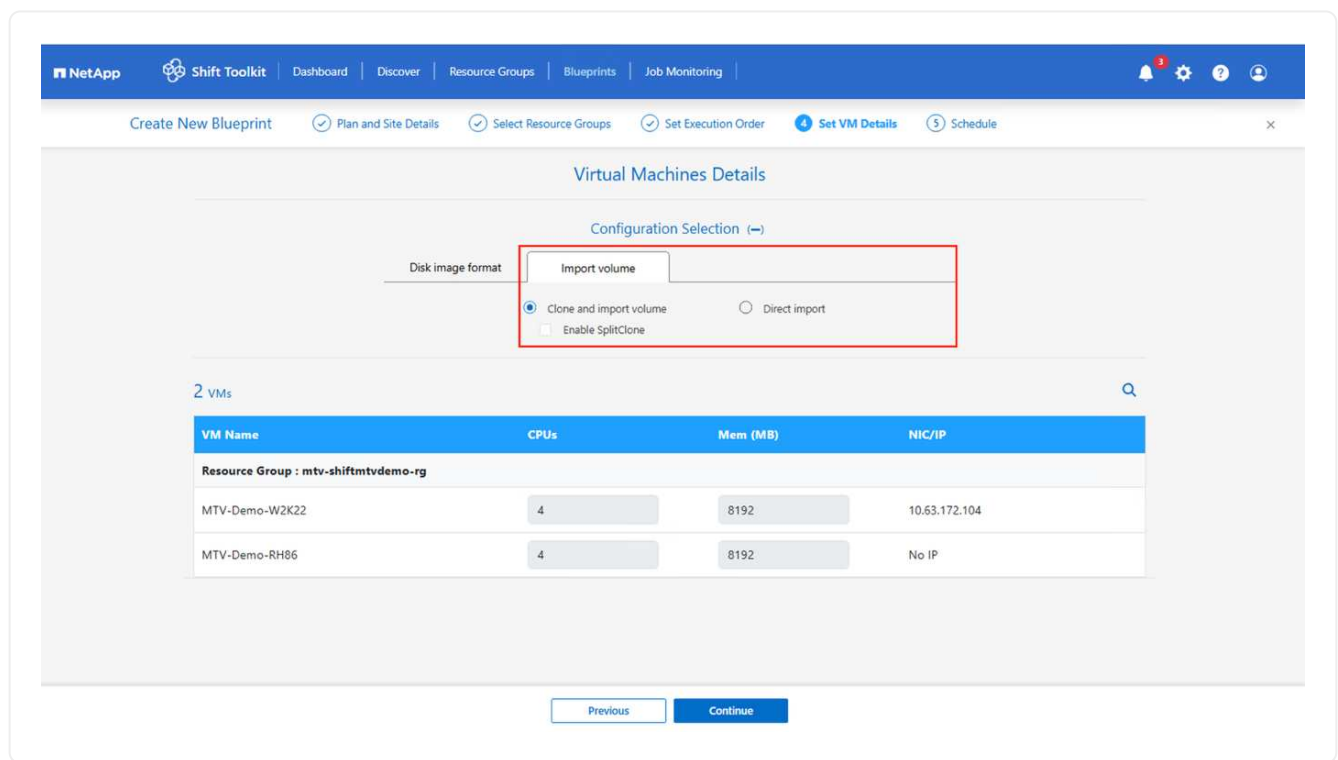 NetApp Shift Toolkit Dashboard Discover Resource Groups Blueprints Job Monitoring 3
Create New Blueprint Plan and Site Details Select Resource Groups Set Execution Order 4 Set VM Details 5 Schedule
Virtual Machines Details
Configuration Selection (−)
Disk image format Import volume
Clone and import volume Direct import
Enable SplitClone
2 VMs
VM Name CPUs Mem (MB) NIC/IP
Resource Group : mtv-shiftmtvdemo-rg
MTV-Demo-W2K22 4 8192 10.63.172.104
MTV-Demo-RH86 4 8192 No IP
Previous Continue